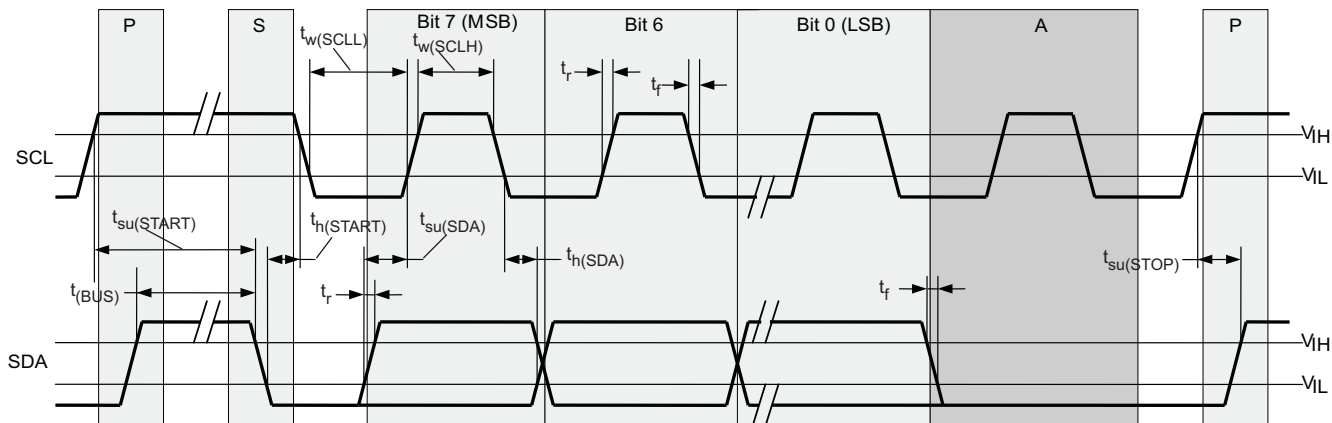 P S Bit 7 (MSB) Bit 6 Bit 0 (LSB) A P
tw(SCLL)
tw(SCLH)
tr
tf
SCL
VIH
VIL
tsu(START)
th(START)
tsu(SDA)
th(SDA)
tsu(STOP)
t(BUS)
tr
tf
SDA
VIH
VIL